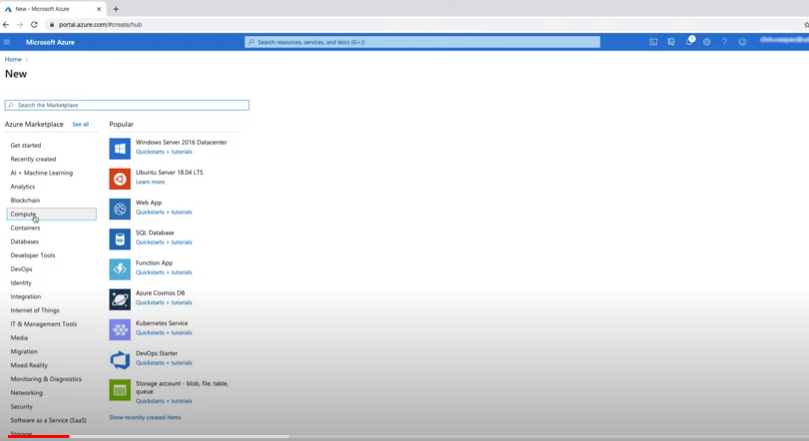 New - Microsoft Azure
portal.azure.com/#create/hub
Microsoft Azure
Search resources, services, and docs (G+/)
1
Home
New
Search the Marketplace
Azure Marketplace See all
Popular
Get started
Recently created
AI + Machine Learning
Analytics
Blockchain
Compute
Containers
Databases
Developer Tools
DevOps
Identity
Integration
Internet of Things
IT & Management Tools
Media
Migration
Mixed Reality
Monitoring & Diagnostics
Networking
Security
Software as a Service (SaaS)
Storage
Windows Server 2016 Datacenter
Quickstarts + tutorials
Ubuntu Server 18.04 LTS
Learn more
Web App
Quickstarts + tutorials
SQL Database
Quickstarts + tutorials
Function App
Quickstarts + tutorials
Azure Cosmos DB
Quickstarts + tutorials
Kubernetes Service
Quickstarts + tutorials
DevOps Starter
Quickstarts + tutorials
Storage account - blob, file, table,
queue
Quickstarts + tutorials
Show recently created items